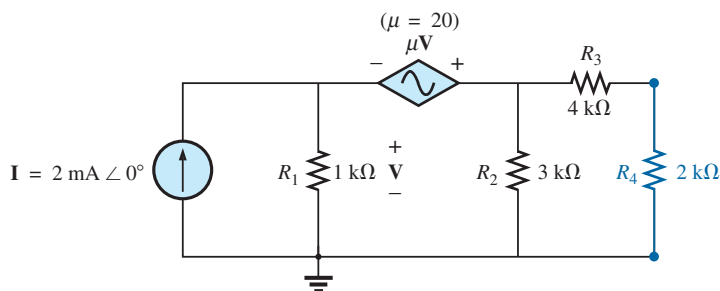 (μ = 20)
μV
− +
R3
4 kΩ
I = 2 mA ∠ 0°
R1
1 kΩ
+
V
−
R2
3 kΩ
R4
2 kΩ